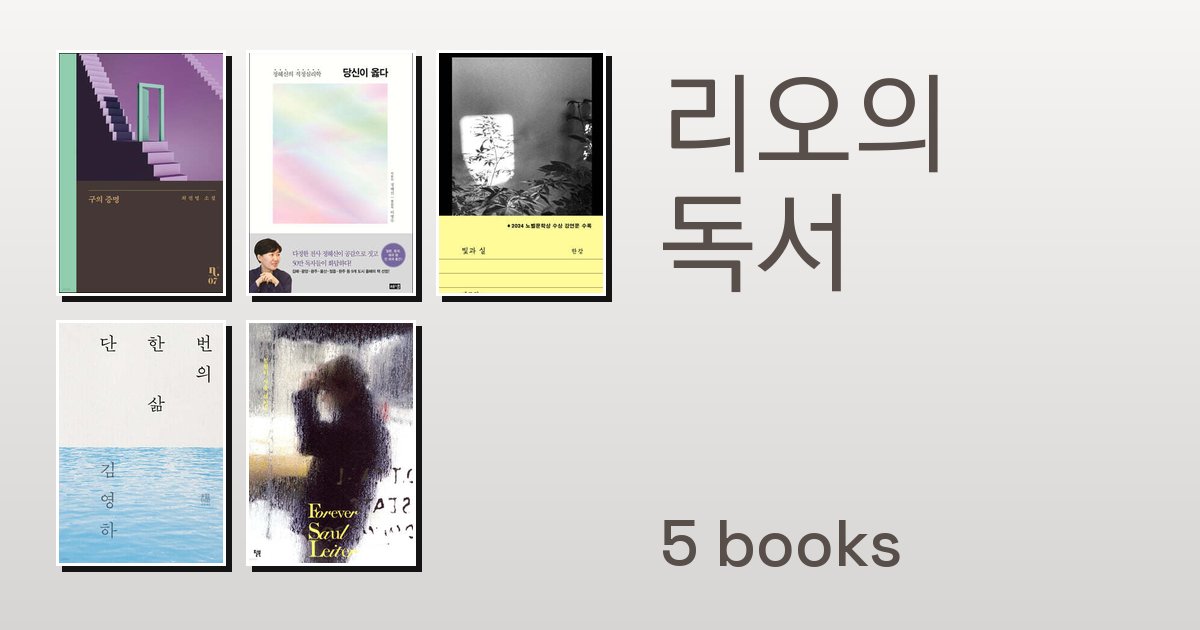 구의 증명
최진영 소설
07
정혜신의 적정심리학
당신이 옳다
다정한 전사 정혜신이 공감으로 짓고
50만 독자들이 화답하다!
2024 노벨문학상 수상 강연문 수록
빛과 실
한강
단 한 번의
삶
김영하
Forever
Saul
Leiter
리오의
독서
5 books